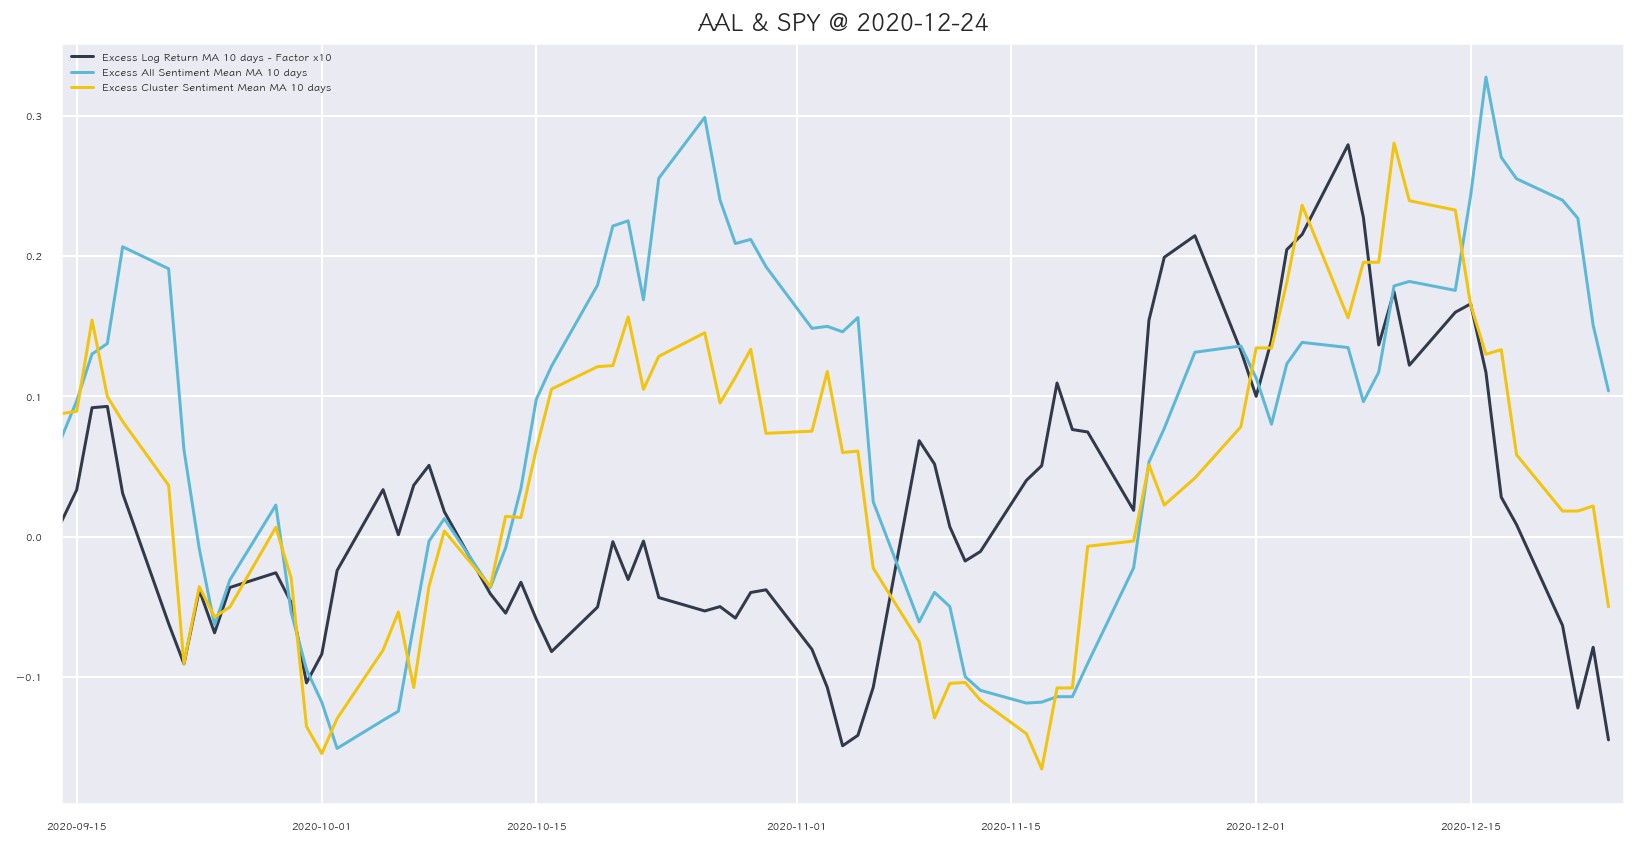 AAL & SPY @ 2020-12-24
Excess Log Return MA 10 days - Factor x10
Excess All Sentiment Mean MA 10 days
Excess Cluster Sentiment Mean MA 10 days
0.3
0.2
0.1
0.0
−0.1
2020-09-15 2020-10-01 2020-10-15 2020-11-01 2020-11-15 2020-12-01 2020-12-15